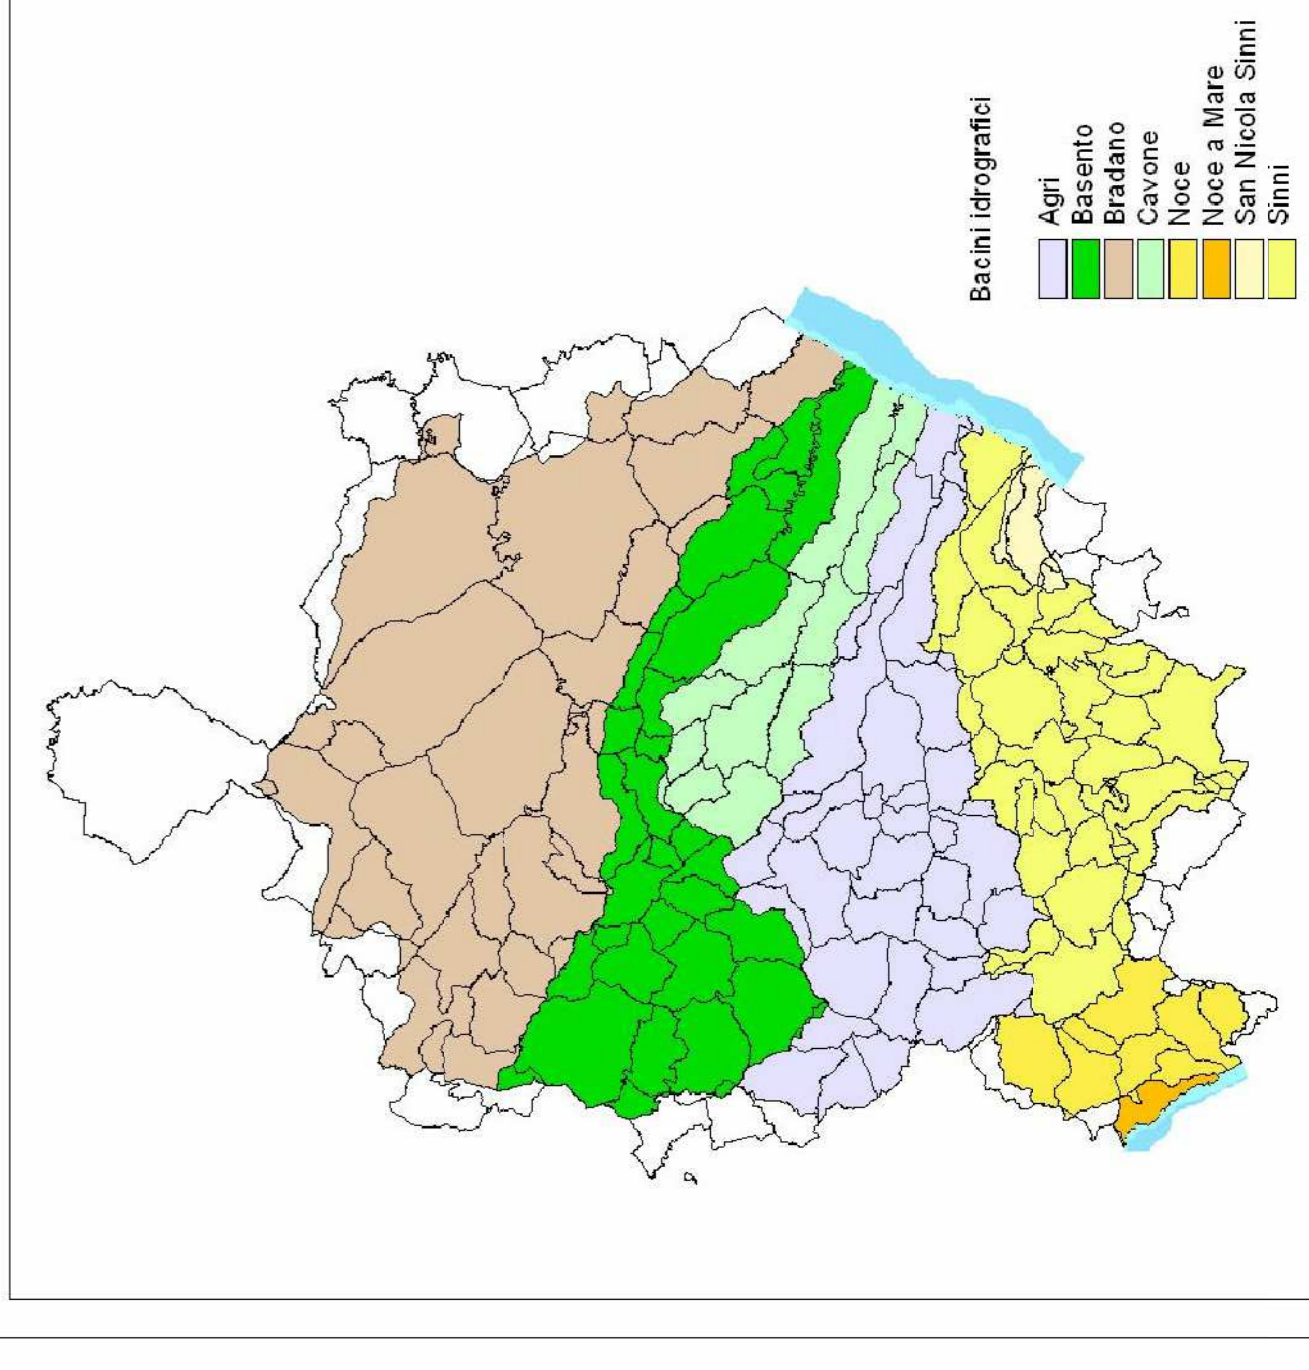 Bacini idrografici
Agri
Basento
Bradano
Cavone
Noce
Noce a Mare
San Nicola Sinni
Sinni